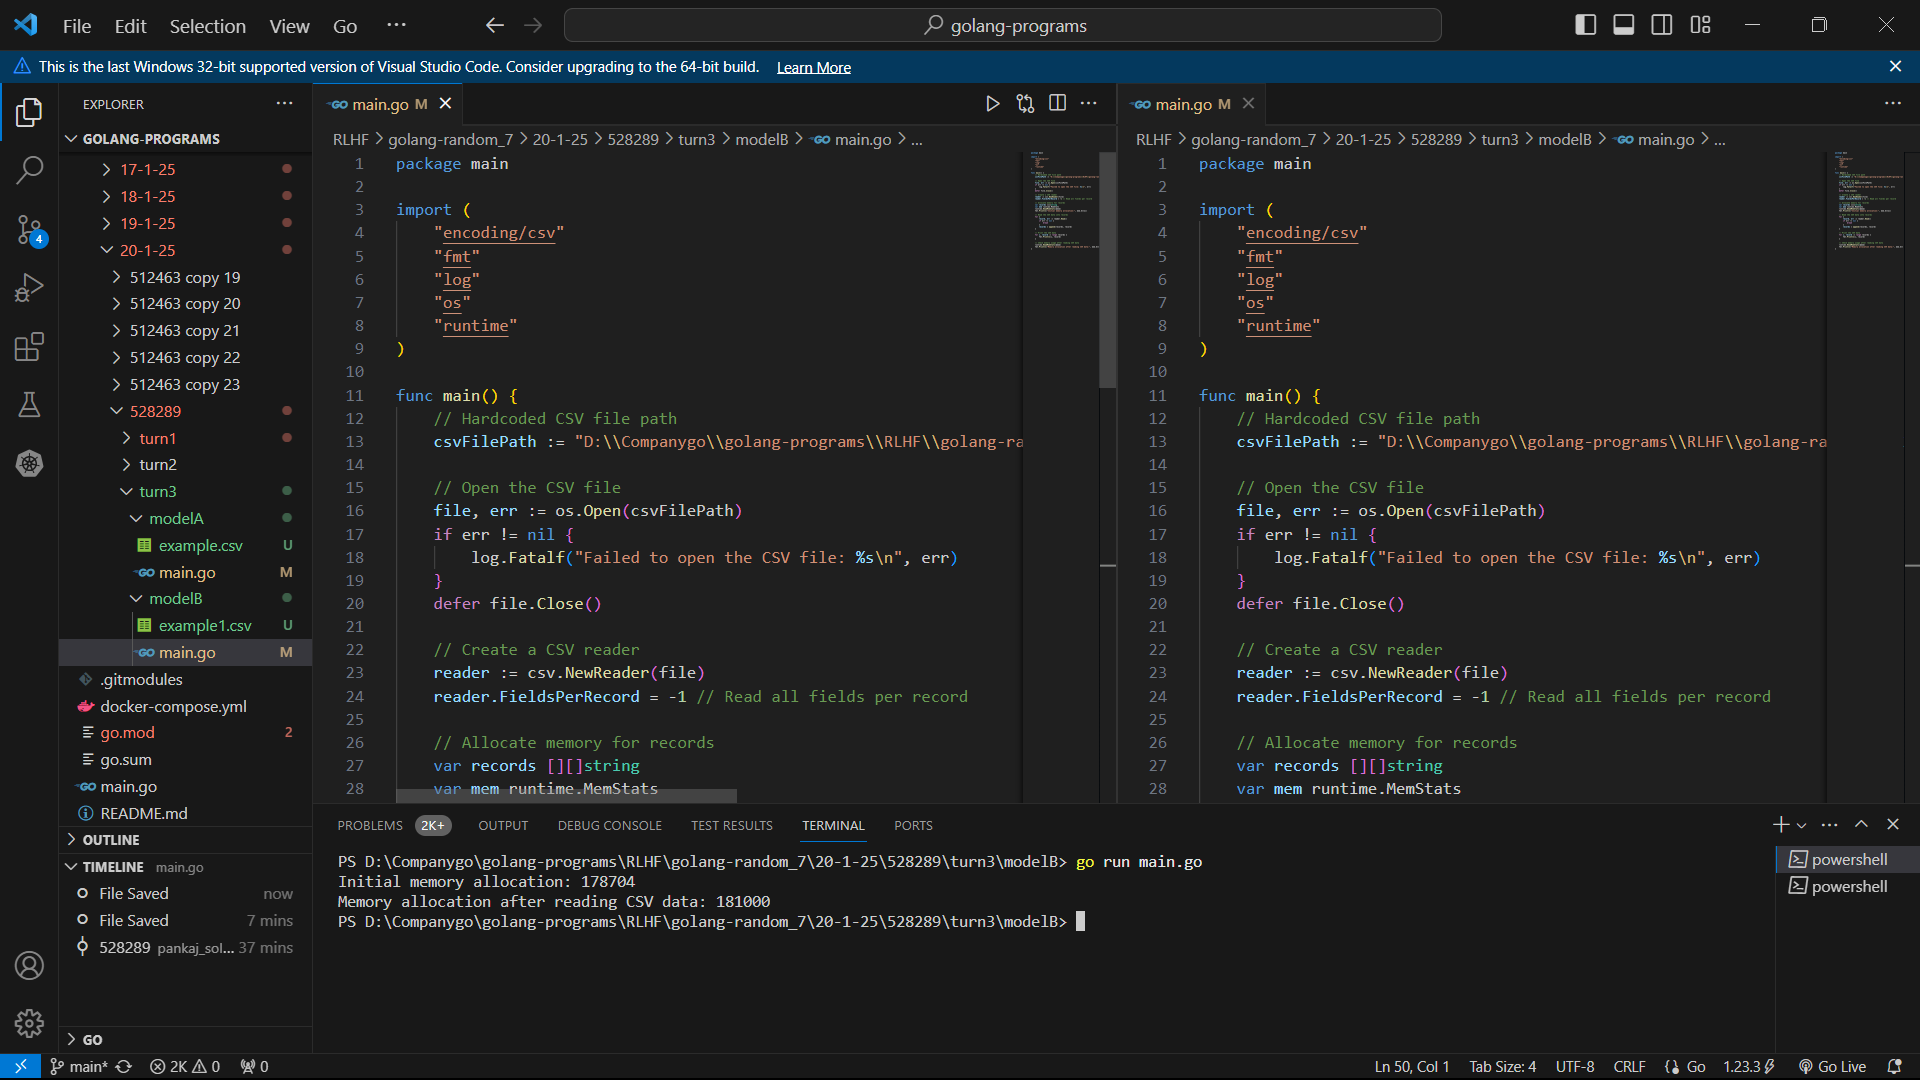 File Edit Selection View Go ···
golang-programs
This is the last Windows 32-bit supported version of Visual Studio Code. Consider upgrading to the 64-bit build. Learn More
EXPLORER
GOLANG-PROGRAMS
17-1-25
18-1-25
19-1-25
20-1-25
512463 copy 19
512463 copy 20
512463 copy 21
512463 copy 22
512463 copy 23
528289
turn1
turn2
turn3
modelA
example.csv U
main.go M
modelB
example1.csv U
main.go M
.gitmodules
docker-compose.yml
go.mod 2
go.sum
main.go
README.md
OUTLINE
TIMELINE main.go
File Saved now
File Saved 7 mins
528289 pankaj_sol... 37 mins
GO
4
main.go M
RLHF > golang-random_7 > 20-1-25 > 528289 > turn3 > modelB > main.go > ...
1 package main
2
3 import (
4 "encoding/csv"
5 "fmt"
6 "log"
7 "os"
8 "runtime"
9 )
10
11 func main() {
12 // Hardcoded CSV file path
13 csvFilePath := "D:\\Companygo\\golang-programs\\RLHF\\golang-ra
14
15 // Open the CSV file
16 file, err := os.Open(csvFilePath)
17 if err != nil {
18 log.Fatalf("Failed to open the CSV file: %s\n", err)
19 }
20 defer file.Close()
21
22 // Create a CSV reader
23 reader := csv.NewReader(file)
24 reader.FieldsPerRecord = -1 // Read all fields per record
25
26 // Allocate memory for records
27 var records [][]string
28 var mem runtime.MemStats
main.go M
RLHF > golang-random_7 > 20-1-25 > 528289 > turn3 > modelB > main.go > ...
1 package main
2
3 import (
4 "encoding/csv"
5 "fmt"
6 "log"
7 "os"
8 "runtime"
9 )
10
11 func main() {
12 // Hardcoded CSV file path
13 csvFilePath := "D:\\Companygo\\golang-programs\\RLHF\\golang-ra
14
15 // Open the CSV file
16 file, err := os.Open(csvFilePath)
17 if err != nil {
18 log.Fatalf("Failed to open the CSV file: %s\n", err)
19 }
20 defer file.Close()
21
22 // Create a CSV reader
23 reader := csv.NewReader(file)
24 reader.FieldsPerRecord = -1 // Read all fields per record
25
26 // Allocate memory for records
27 var records [][]string
28 var mem runtime.MemStats
PROBLEMS 2K+ OUTPUT DEBUG CONSOLE TEST RESULTS TERMINAL PORTS
PS D:\Companygo\golang-programs\RLHF\golang-random_7\20-1-25\528289\turn3\modelB> go run main.go
Initial memory allocation: 178704
Memory allocation after reading CSV data: 181000
PS D:\Companygo\golang-programs\RLHF\golang-random_7\20-1-25\528289\turn3\modelB>
powershell
powershell
main* 2K 0 0 Ln 50, Col 1 Tab Size: 4 UTF-8 CRLF Go 1.23.3 Go Live